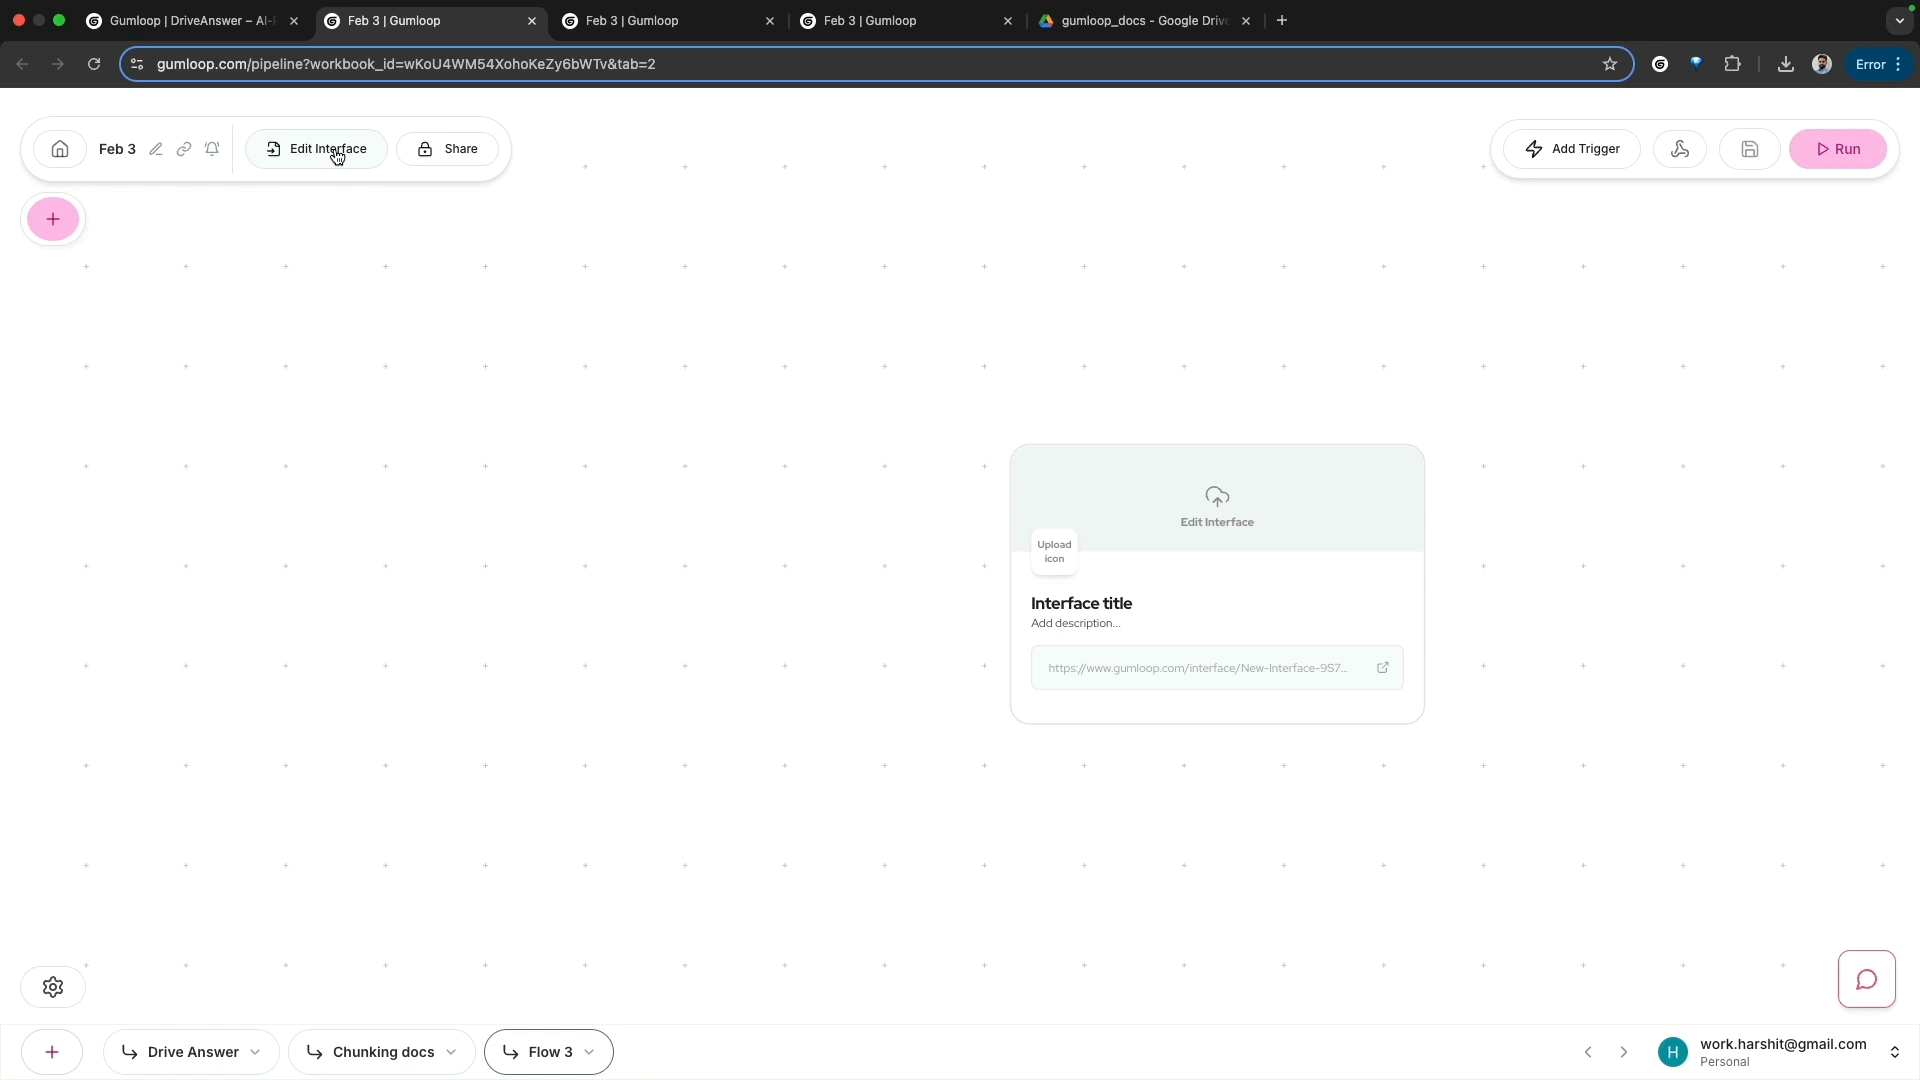 Gumloop | DriveAnswer – AI-
Feb 3 | Gumloop
Feb 3 | Gumloop
Feb 3 | Gumloop
gumloop_docs - Google Drive
gumloop.com/pipeline?workbook_id=wKoU4WM54XohoKeZy6bWTv&tab=2
Error
Feb 3
Edit Interface
Share
Add Trigger
Run
Edit Interface
Upload
icon
Interface title
Add description...
https://www.gumloop.com/interface/New-Interface-9S7...
Drive Answer
Chunking docs
Flow 3
H
work.harshit@gmail.com
Personal